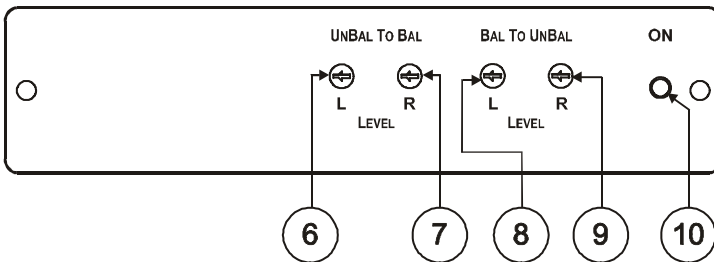 UNBAL TO BAL BAL TO UNBAL ON
L R L R
LEVEL LEVEL
6 7 8 9 10